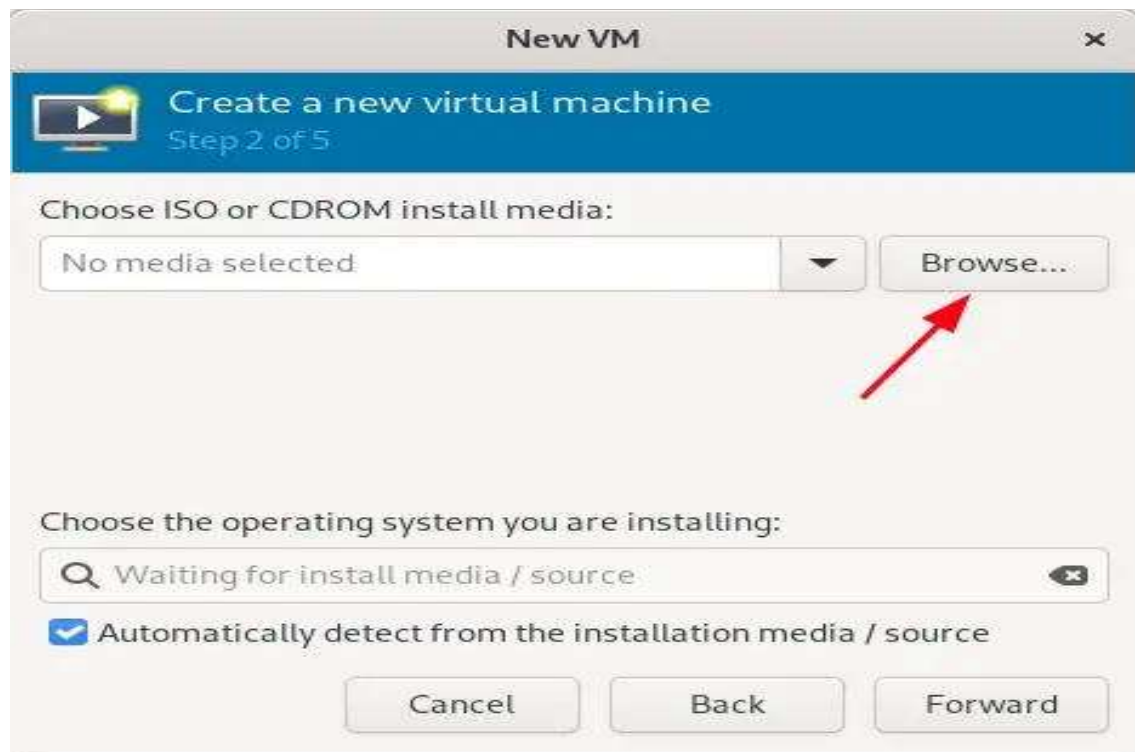 New VM
Create a new virtual machine
Step 2 of 5
Choose ISO or CDROM install media:
No media selected
Browse...
Choose the operating system you are installing:
Waiting for install media / source
Automatically detect from the installation media / source
Cancel
Back
Forward